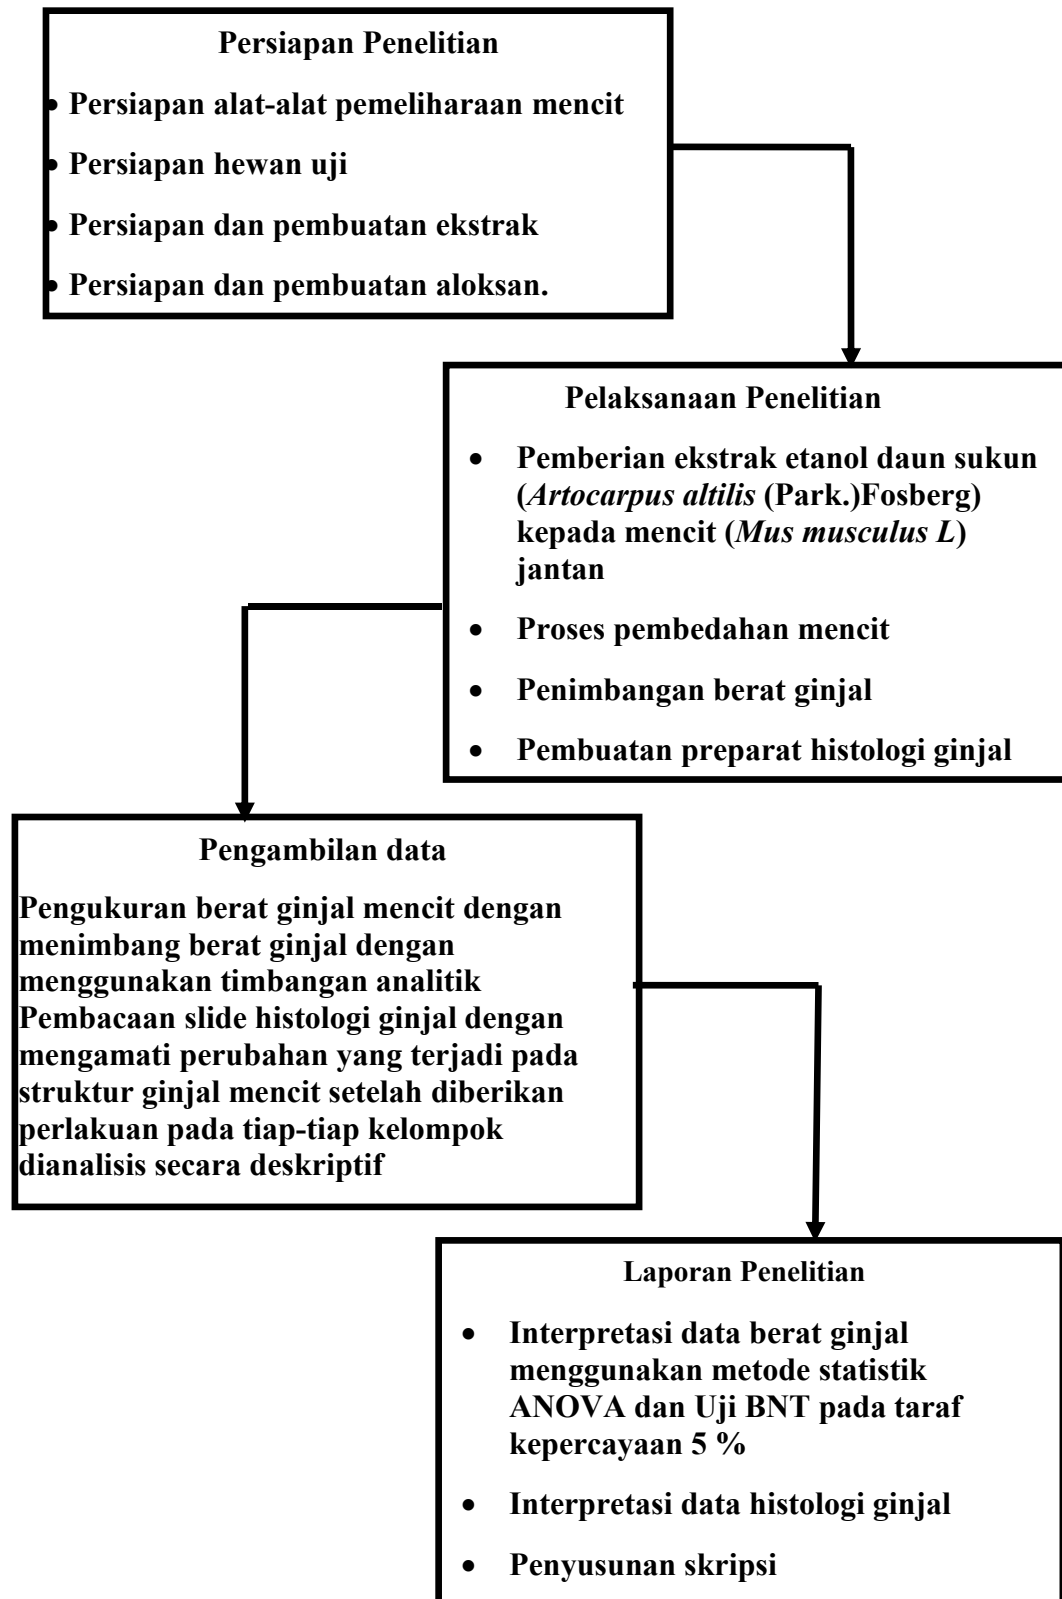 Persiapan Penelitian
• Persiapan alat-alat pemeliharaan mencit
• Persiapan hewan uji
• Persiapan dan pembuatan ekstrak
• Persiapan dan pembuatan aloksan.
Pelaksanaan Penelitian
• Pemberian ekstrak etanol daun sukun
(Artocarpus altilis (Park.)Fosberg)
kepada mencit (Mus musculus L)
jantan
• Proses pembedahan mencit
• Penimbangan berat ginjal
• Pembuatan preparat histologi ginjal
Pengambilan data
Pengukuran berat ginjal mencit dengan
menimbang berat ginjal dengan
menggunakan timbangan analitik
Pembacaan slide histologi ginjal dengan
mengamati perubahan yang terjadi pada
struktur ginjal mencit setelah diberikan
perlakuan pada tiap-tiap kelompok
dianalisis secara deskriptif
Laporan Penelitian
• Interpretasi data berat ginjal
menggunakan metode statistik
ANOVA dan Uji BNT pada taraf
kepercayaan 5 %
• Interpretasi data histologi ginjal
• Penyusunan skripsi